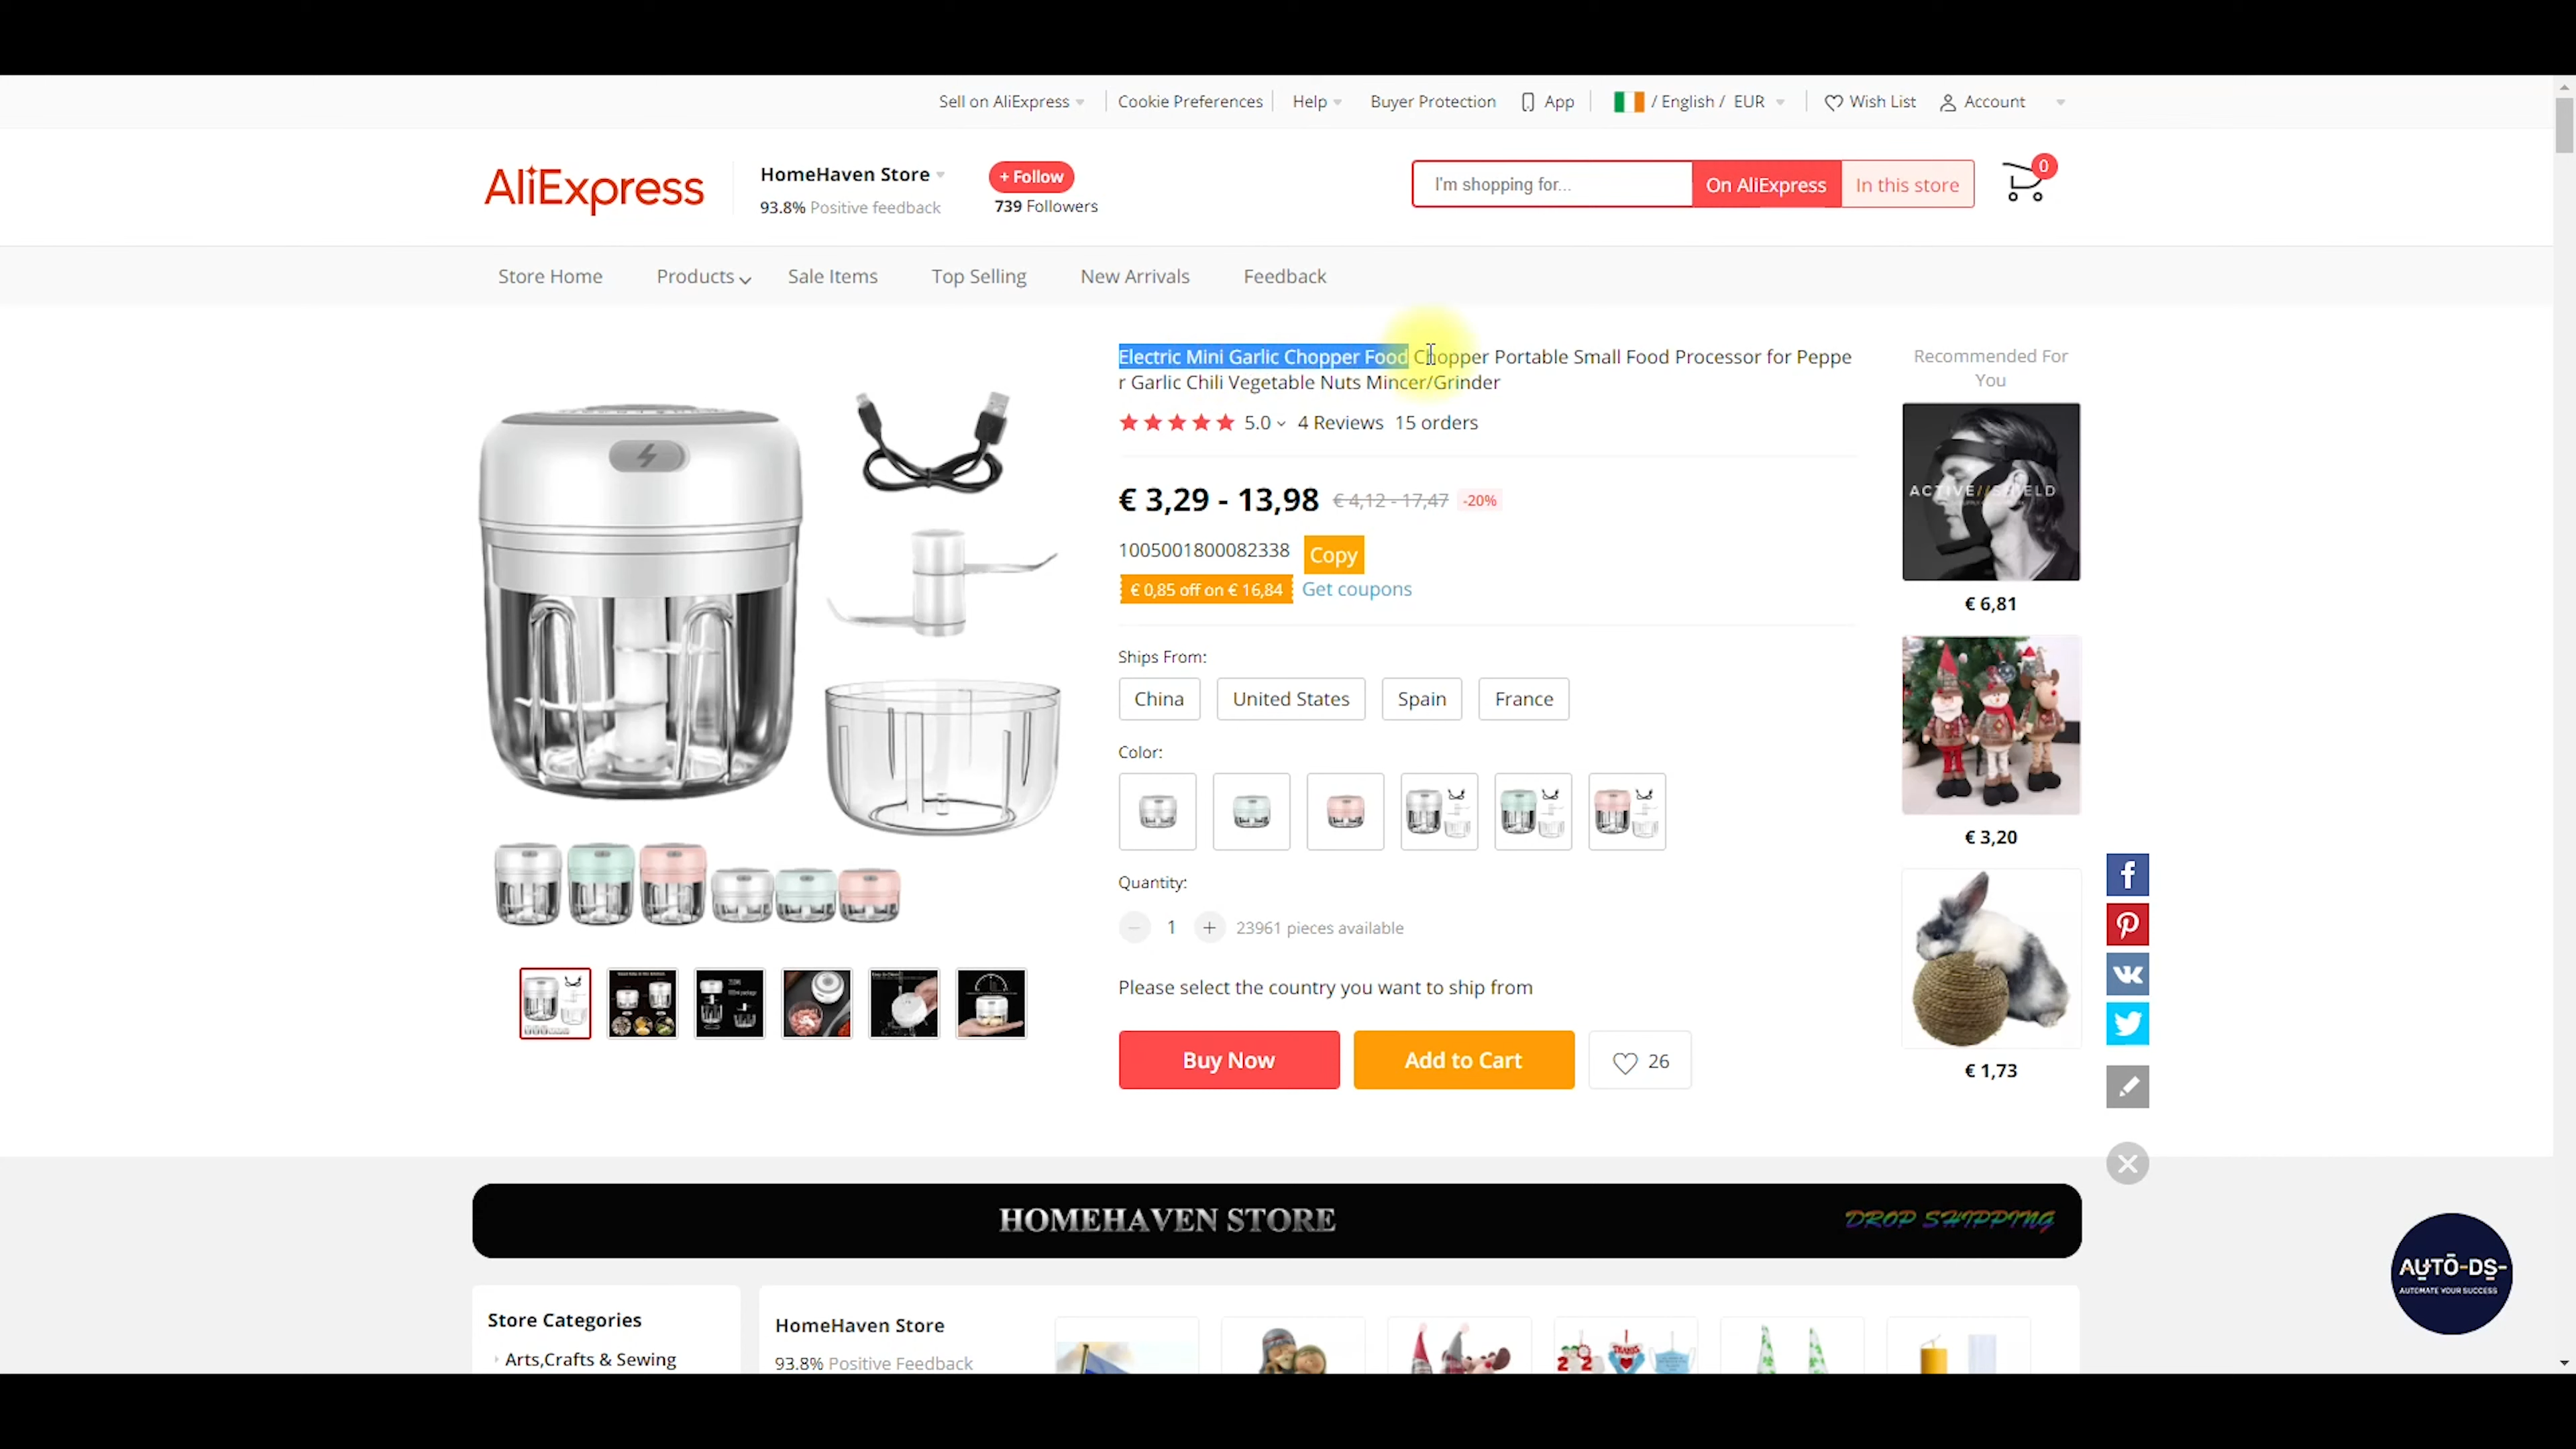 Sell on AliExpress
Cookie Preferences
Help
Buyer Protection
App
/ English / EUR
Wish List
Account
AliExpress
HomeHaven Store
93.8% Positive feedback
+ Follow
739 Followers
I'm shopping for...
On AliExpress
In this store
0
Store Home
Products
Sale Items
Top Selling
New Arrivals
Feedback
Electric Mini Garlic Chopper Food Chopper Portable Small Food Processor for Peppe
r Garlic Chili Vegetable Nuts Mincer/Grinder
5.0
4 Reviews
15 orders
€ 3,29 - 13,98
€ 4,12 - 17,47
-20%
1005001800082338
Copy
€ 0,85 off on € 16,84
Get coupons
Ships From:
China
United States
Spain
France
Color:
Quantity:
1
23961 pieces available
Please select the country you want to ship from
Buy Now
Add to Cart
26
Recommended For
You
ACTIVE//SHIELD
€ 6,81
€ 3,20
€ 1,73
HOMEHAVEN STORE
DROP SHIPPING
Store Categories
Arts,Crafts & Sewing
HomeHaven Store
93.8% Positive Feedback
AUTO-DS-
AUTOMATE YOUR SUCCESS